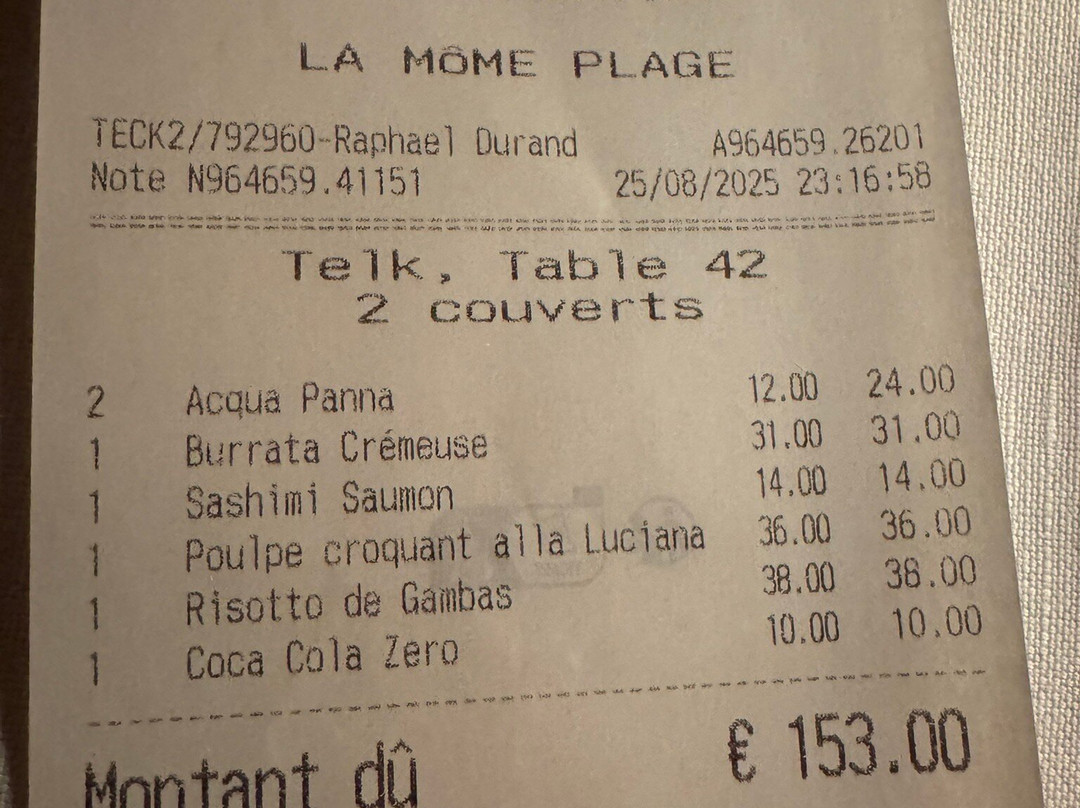 LA MÔME PLAGE
TECK2/792960-Raphael Durand A964659.26201
Note N964659.41151 25/08/2025 23:16:58
Telk, Table 42
2 couverts
2 Acqua Panna 12.00 24.00
1 Burrata Crémeuse 31.00 31.00
1 Sashimi Saumon 14.00 14.00
1 Poulpe croquant alla Luciana 36.00 36.00
1 Risotto de Gambas 38.00 38.00
1 Coca Cola Zero 10.00 10.00
Montant dû € 153.00